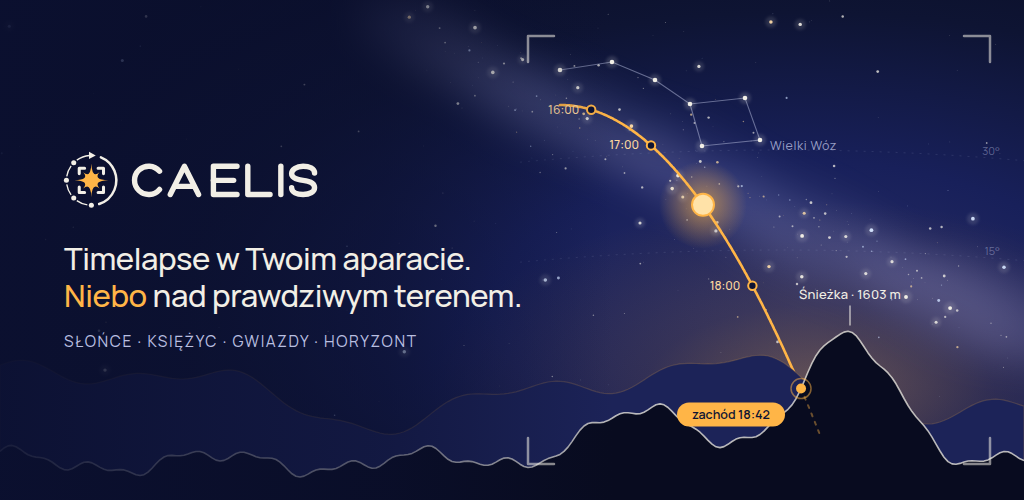 CAELIS
Timelapse w Twoim aparacie.
Niebo nad prawdziwym terenem.
SŁOŃCE · KSIĘŻYC · GWIAZDY · HORYZONT
16:00
17:00
Wielki Wóz
30°
15°
18:00
Śnieżka · 1603 m
zachód 18:42